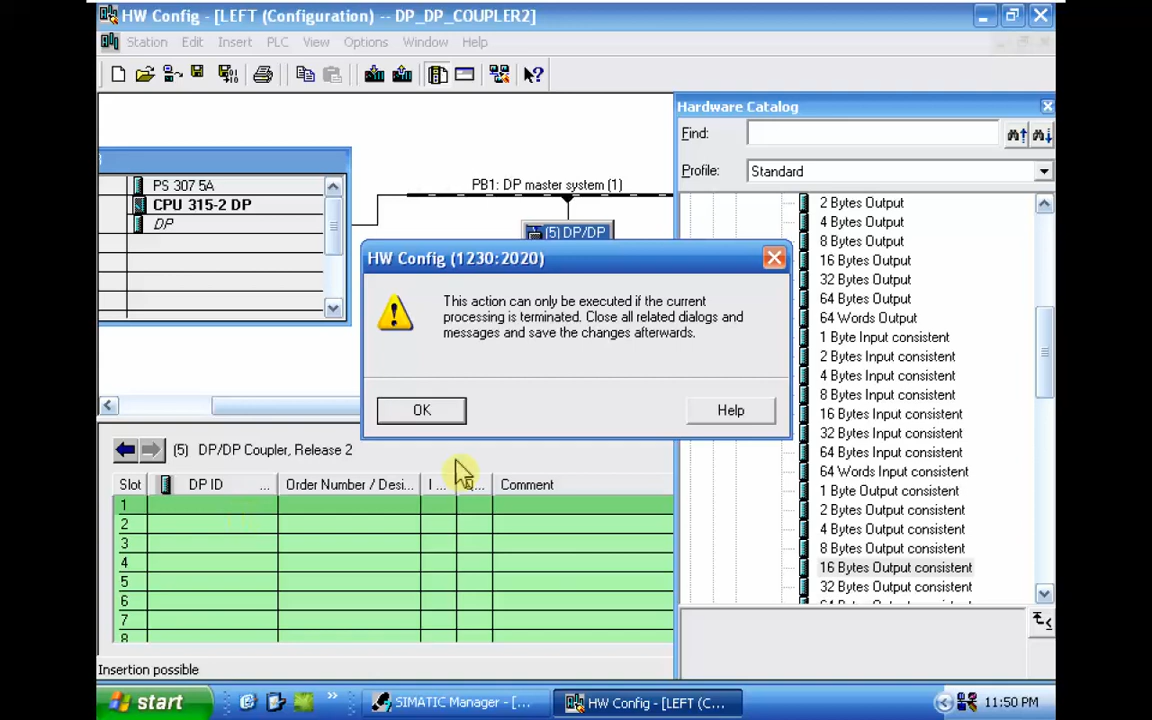 HW Config - [LEFT (Configuration) -- DP_DP_COUPLER2]
Station Edit Insert PLC View Options Window Help
Hardware Catalog
Find:
Profile: Standard
PS 307 5A
CPU 315-2 DP
DP
PB1: DP master system (1)
(5) DP/DP
HW Config (1230:2020)
This action can only be executed if the current
processing is terminated. Close all related dialogs and
messages and save the changes afterwards.
OK Help
2 Bytes Output
4 Bytes Output
8 Bytes Output
16 Bytes Output
32 Bytes Output
64 Bytes Output
64 Words Output
1 Byte Input consistent
2 Bytes Input consistent
4 Bytes Input consistent
8 Bytes Input consistent
16 Bytes Input consistent
32 Bytes Input consistent
64 Bytes Input consistent
64 Words Input consistent
1 Byte Output consistent
2 Bytes Output consistent
4 Bytes Output consistent
8 Bytes Output consistent
16 Bytes Output consistent
32 Bytes Output consistent
(5) DP/DP Coupler, Release 2
Slot DP ID ... Order Number / Desi... I ... Q... Comment
1
2
3
4
5
6
7
8
Insertion possible
start
SIMATIC Manager - [...
HW Config - [LEFT (C...
11:50 PM